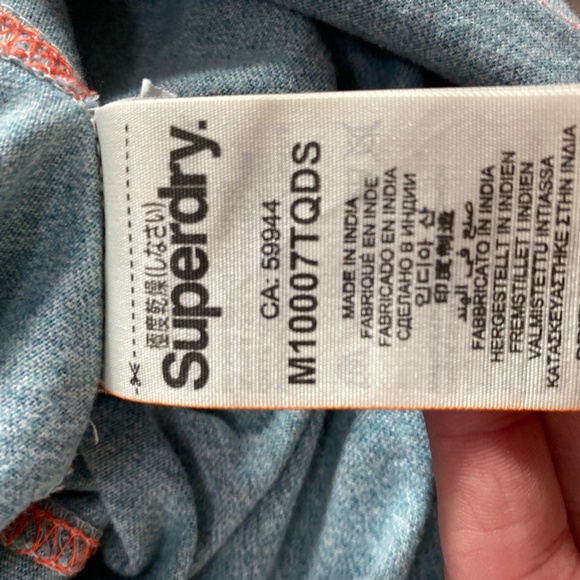 極度乾燥(しなさい)
Superdry.
CA: 59944
M10007TQDS
MADE IN INDIA
FABRIQUÉ EN INDE
FABRICADO EN INDIA
СДЕЛАНО В ИНДИИ
인디아 산
印度制造
صنع في الهند
FABBRICATO IN INDIA
HERGESTELLT IN INDIEN
FREMSTILLET I INDIEN
VALMISTETTU INTIASSA
ΚΑΤΑΣΚΕΥΑΣΤΗΚΕ ΣΤΗΝ ΙΝΔΙΑ